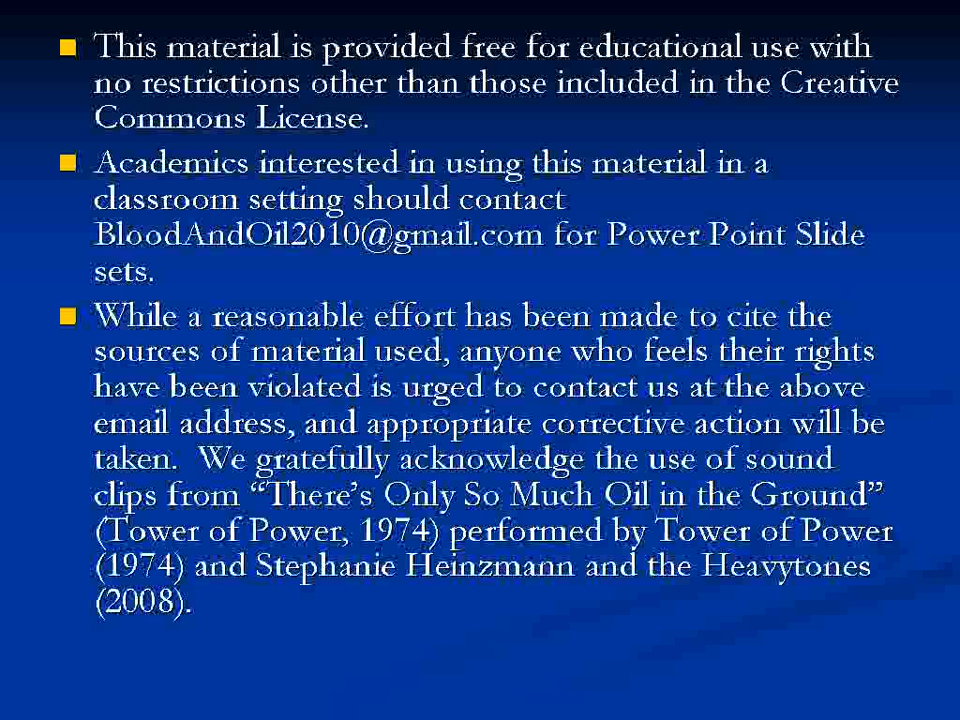 This material is provided free for educational use with
no restrictions other than those included in the Creative
Commons License.
Academics interested in using this material in a
classroom setting should contact
BloodAndOil2010@gmail.com for Power Point Slide
sets.
While a reasonable effort has been made to cite the
sources of material used, anyone who feels their rights
have been violated is urged to contact us at the above
email address, and appropriate corrective action will be
taken.  We gratefully acknowledge the use of sound
clips from “There’s Only So Much Oil in the Ground”
(Tower of Power, 1974) performed by Tower of Power
(1974) and Stephanie Heinzmann and the Heavytones
(2008).